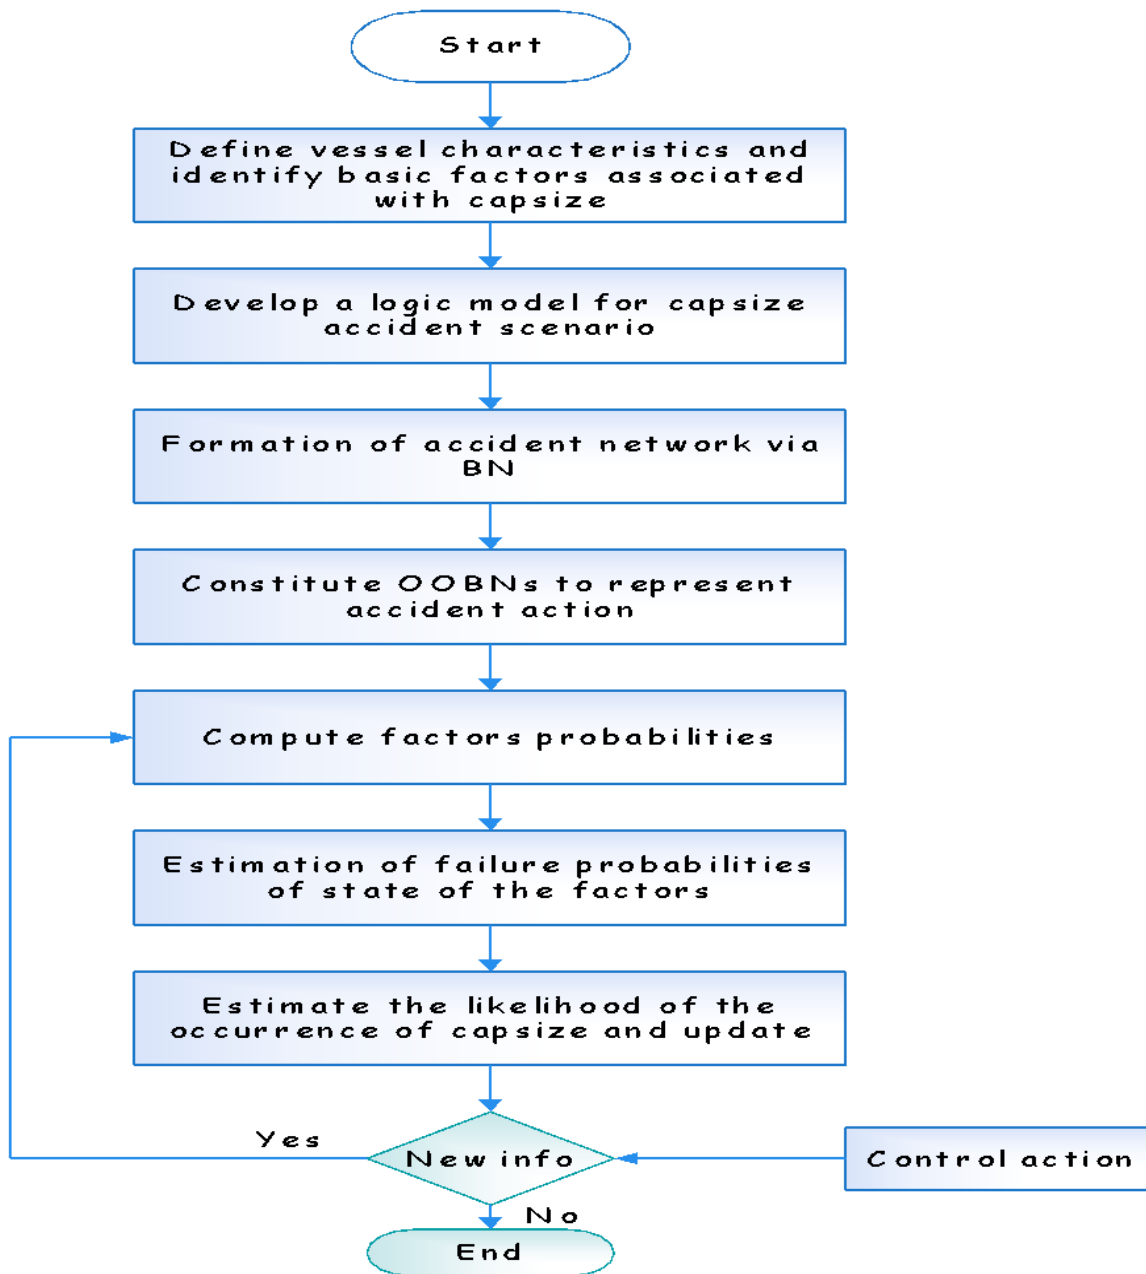 Start
Define vessel characteristics and
identify basic factors associated
with capsize
Develop a logic model for capsize
accident scenario
Formation of accident network via
BN
Constitute OOBNs to represent
accident action
Compute factors probabilities
Estimation of failure probabilities
of state of the factors
Estimate the likelihood of the
occurrence of capsize and update
Yes
New info
Control action
No
End